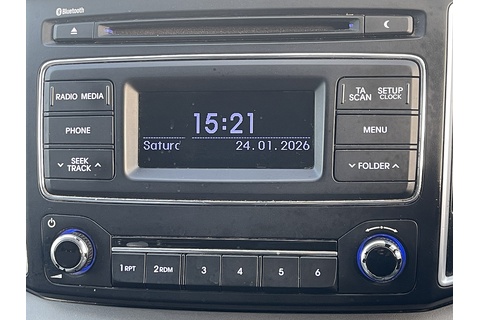 Bluetooth
RADIO MEDIA
TA SCAN
SETUP CLOCK
15:21
Saturd
24.01.2026
PHONE
MENU
SEEK TRACK
FOLDER
1 RPT
2 RDM
3
4
5
6